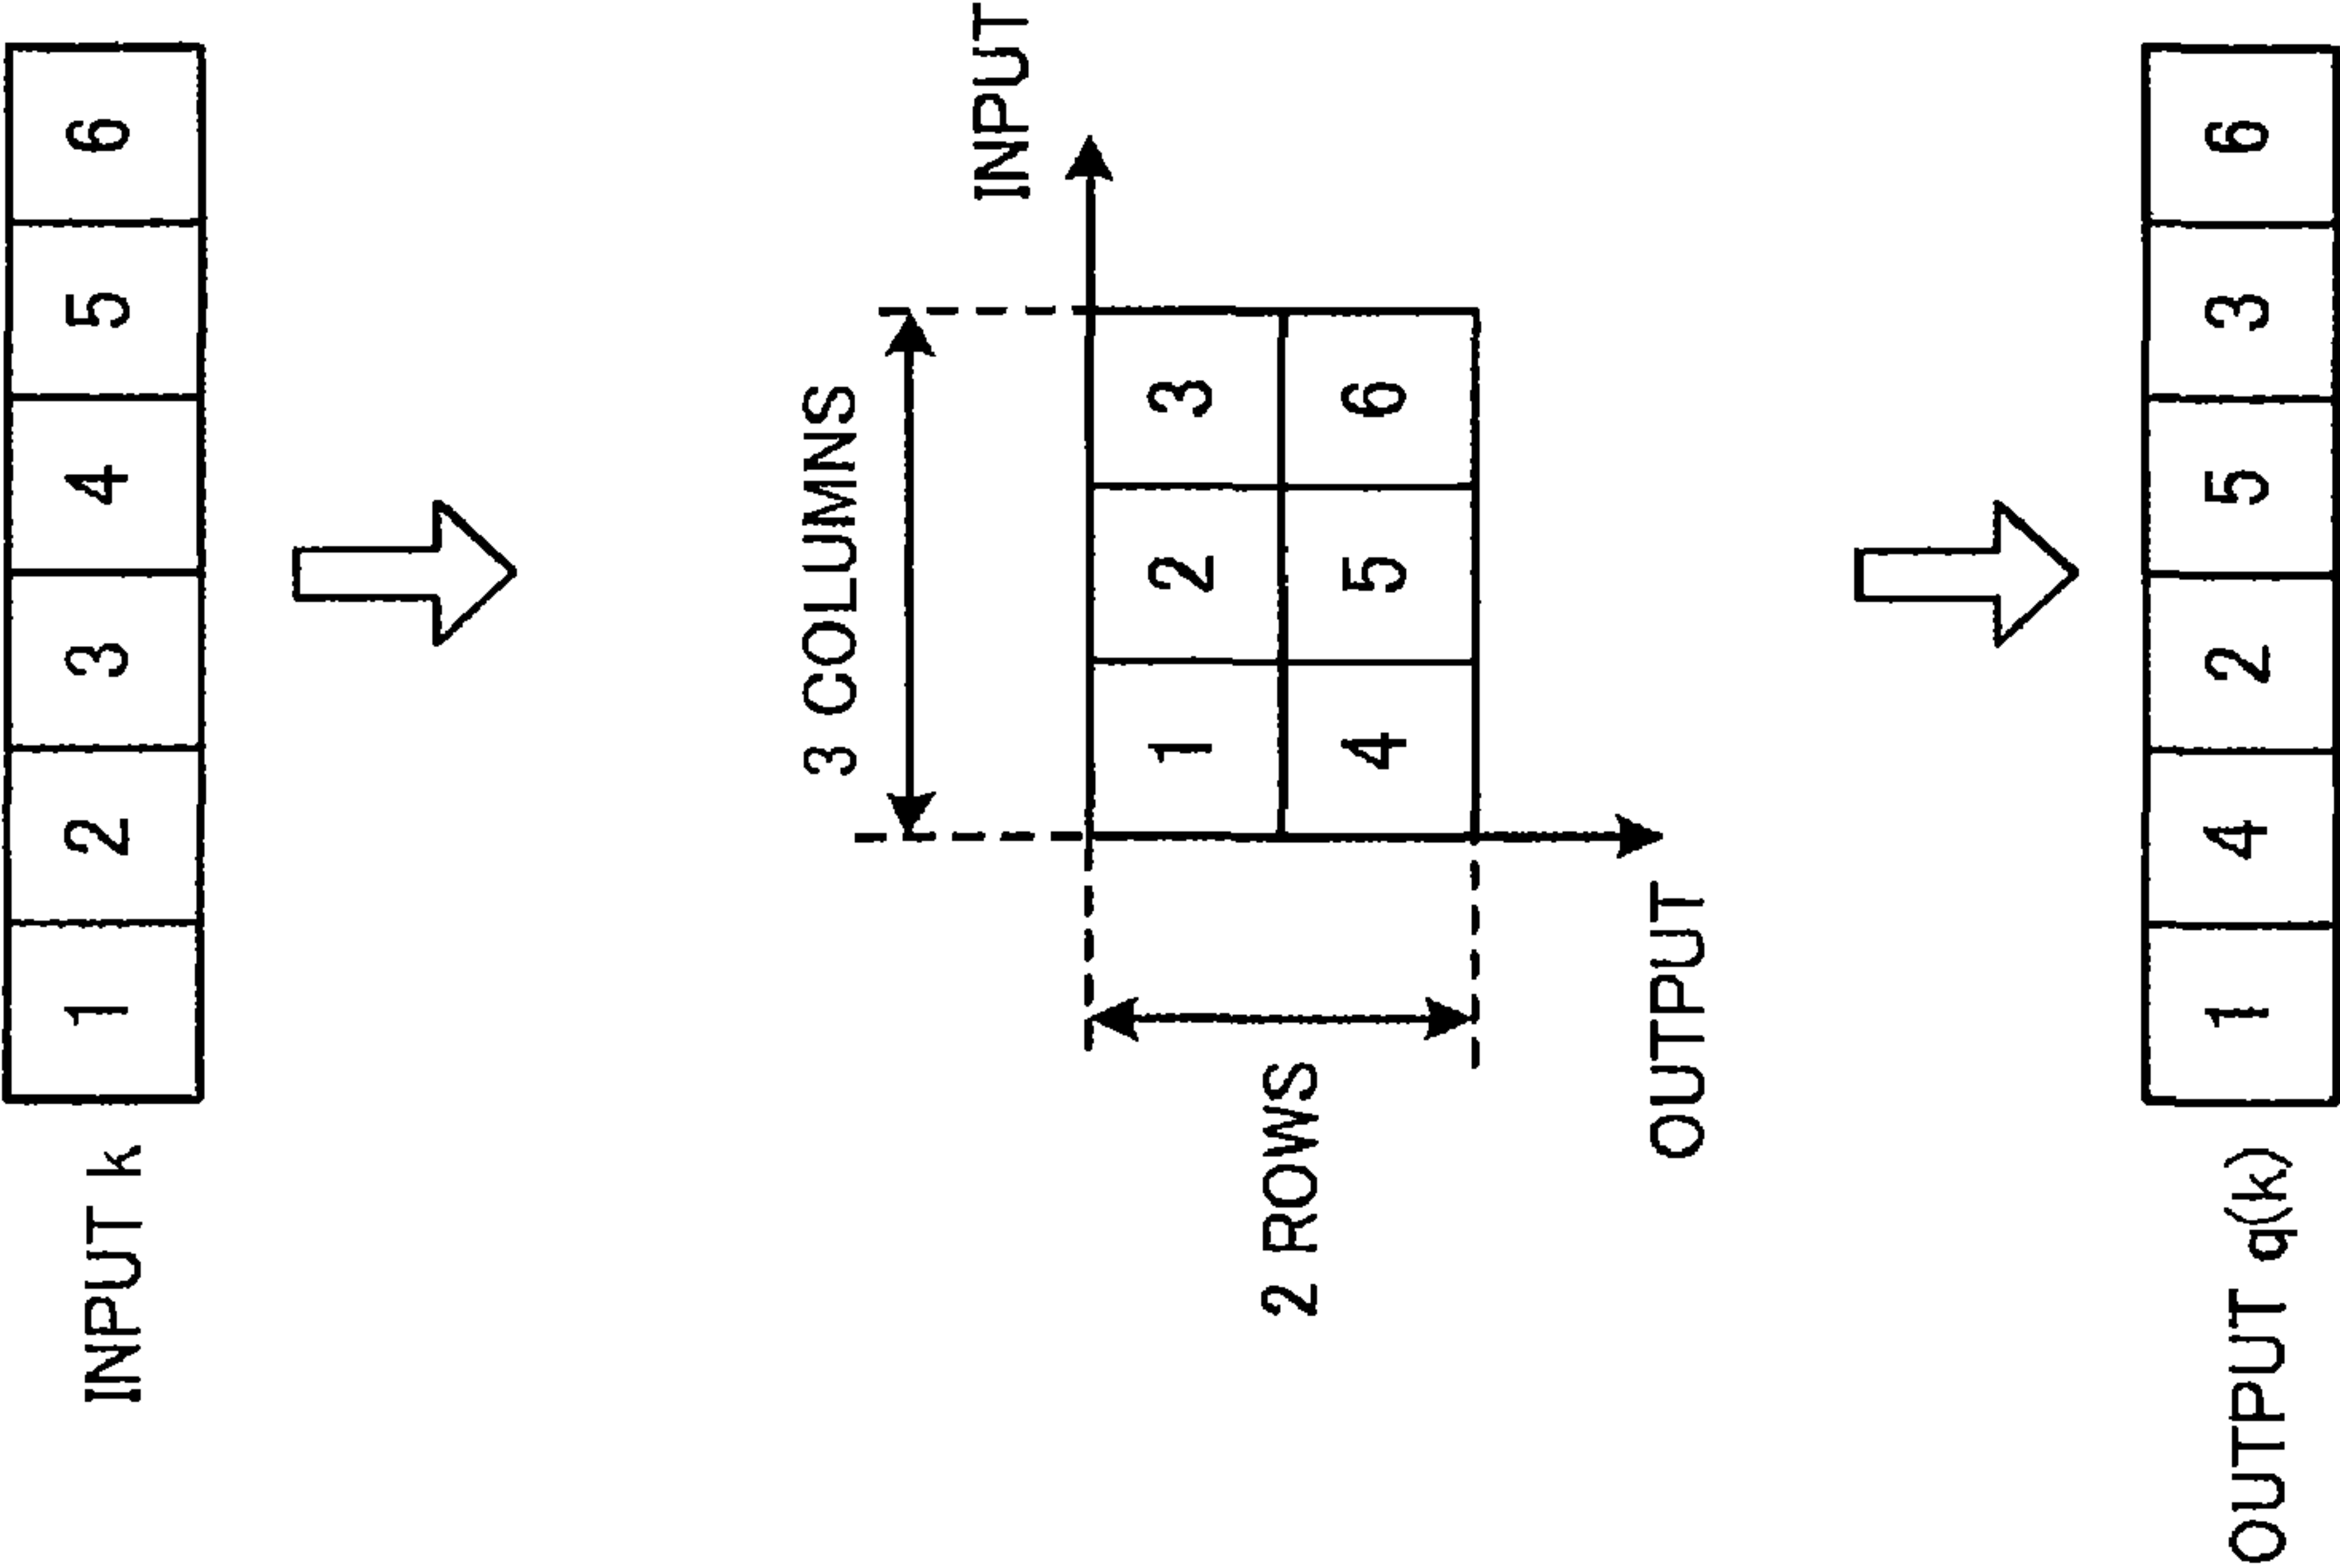 INPUT k 1 2 3 4 5 6
3 COLUMNS
INPUT
2 ROWS
1 2 3
4 5 6
OUTPUT
OUTPUT q(k) 1 4 2 5 3 6